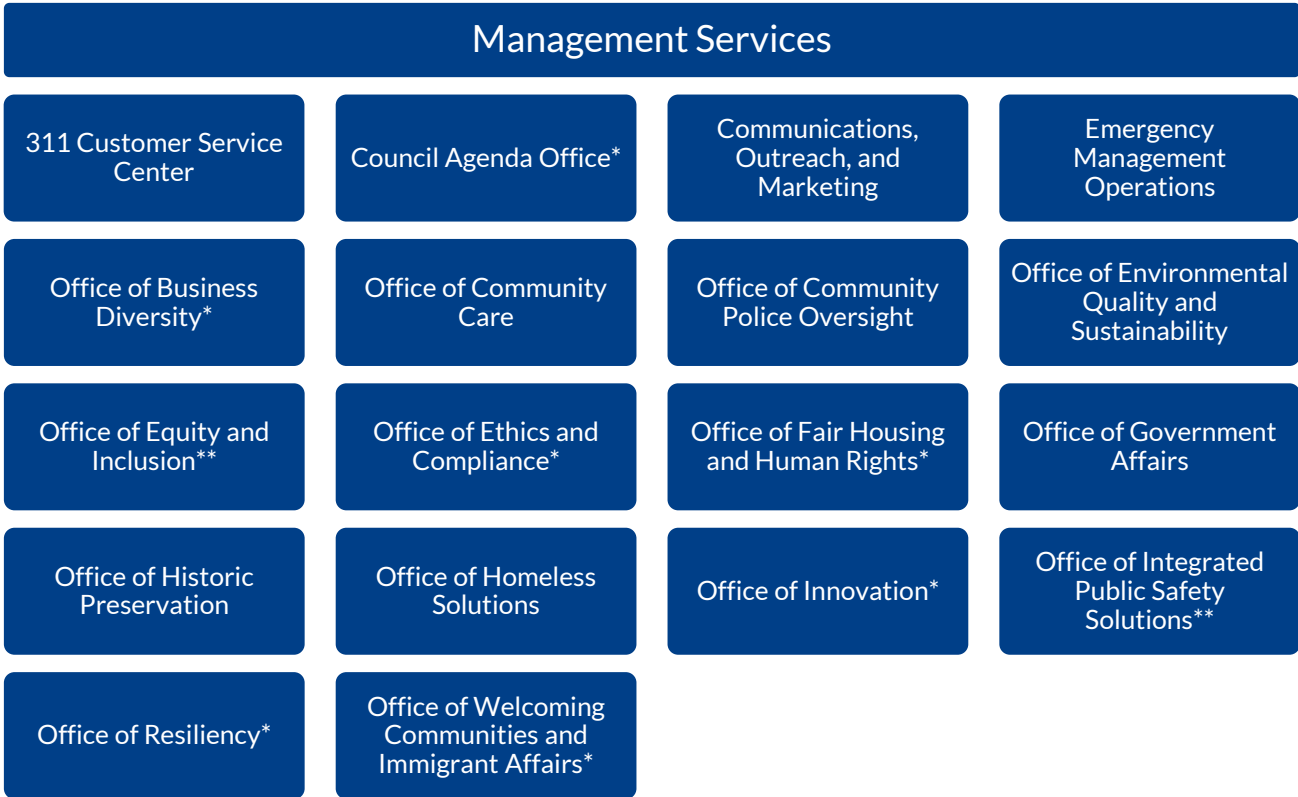 Management Services
311 Customer Service
Center
Council Agenda Office*
Communications,
Outreach, and
Marketing
Emergency
Management
Operations
Office of Business
Diversity*
Office of Community
Care
Office of Community
Police Oversight
Office of Environmental
Quality and
Sustainability
Office of Equity and
Inclusion**
Office of Ethics and
Compliance*
Office of Fair Housing
and Human Rights*
Office of Government
Affairs
Office of Historic
Preservation
Office of Homeless
Solutions
Office of Innovation*
Office of Integrated
Public Safety
Solutions**
Office of Resiliency*
Office of Welcoming
Communities and
Immigrant Affairs*